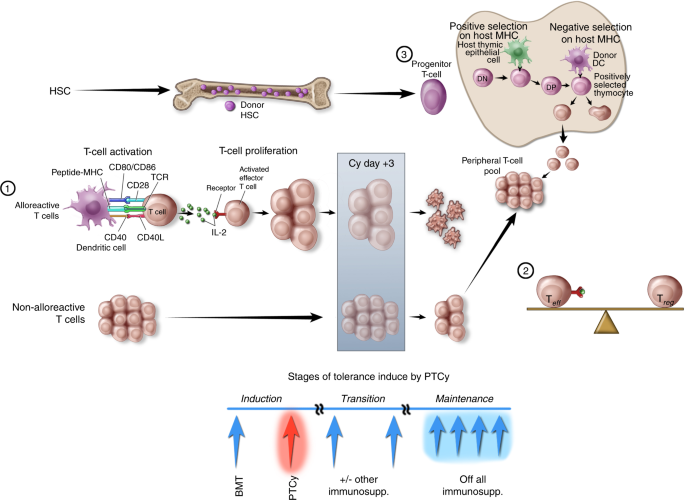 Positive selection
on host MHC
Host thymic
epithelial
cell
Negative selection
on host MHC
Donor
DC
DN
DP
Positively
selected
thymocyte
3
Progenitor
T-cell
HSC
Donor
HSC
Peripheral T-cell
pool
1
T-cell activation
T-cell proliferation
Cy day +3
Peptide-MHC
CD80/CD86
CD28
TCR
Alloreactive
T cells
T cell
CD40
CD40L
Dendritic cell
Receptor
Activated
effector
T cell
IL-2
2
Teff
Treg
Non-alloreactive
T cells
Stages of tolerance induce by PTCy
Induction
Transition
Maintenance
BMT
PTCy
+/- other
immunosupp.
Off all
immunosupp.